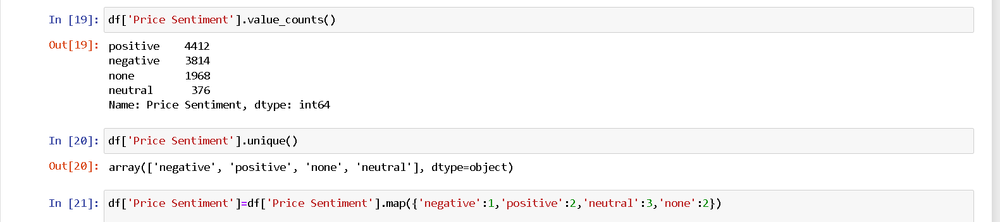 In [19]: df['Price Sentiment'].value_counts()
Out[19]: positive    4412
negative    3814
none        1968
neutral      376
Name: Price Sentiment, dtype: int64
In [20]: df['Price Sentiment'].unique()
Out[20]: array(['negative', 'positive', 'none', 'neutral'], dtype=object)
In [21]: df['Price Sentiment']=df['Price Sentiment'].map({'negative':1,'positive':2,'neutral':3,'none':2})